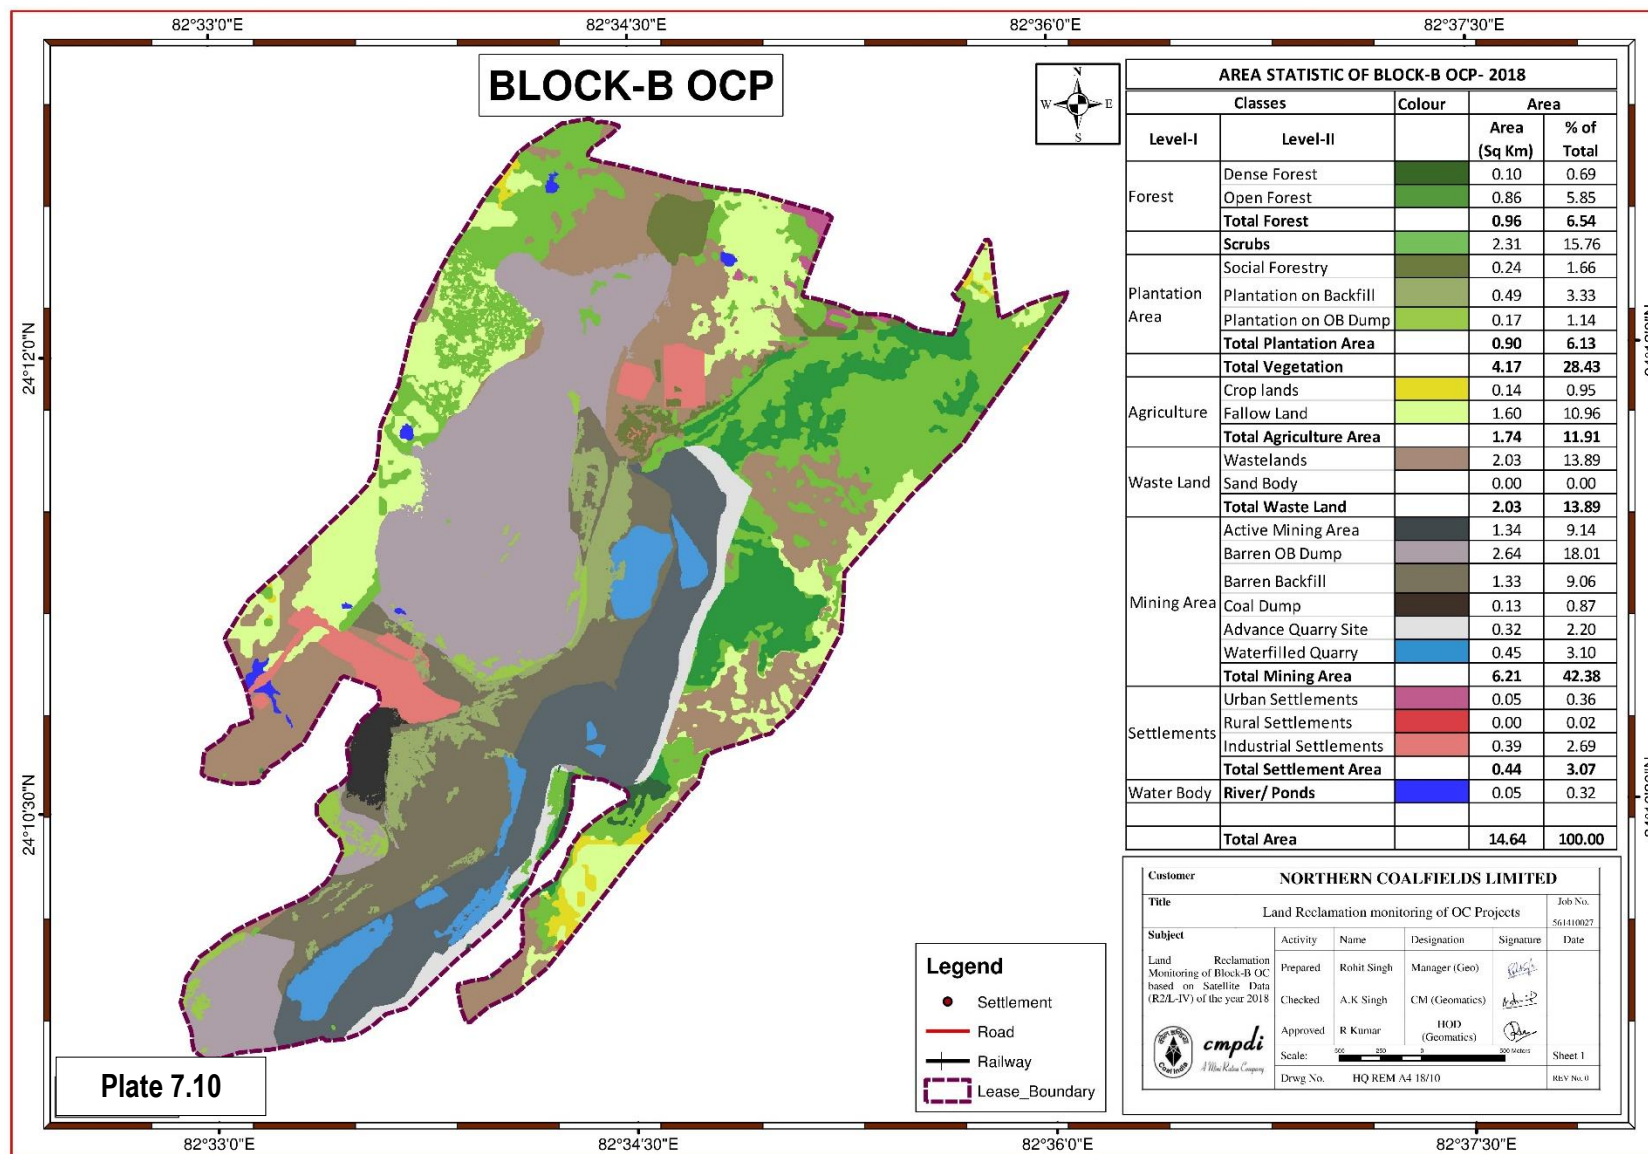 82°33'0"E 82°34'30"E 82°36'0"E 82°37'30"E
BLOCK-B OCP
N
W E
S
24°12'0"N
24°10'30"N
AREA STATISTIC OF BLOCK-B OCP- 2018
Classes Colour Area
Level-I Level-II Area (Sq Km) % of Total
Forest
Dense Forest 0.10 0.69
Open Forest 0.86 5.85
Total Forest 0.96 6.54
Scrubs 2.31 15.76
Plantation Area
Social Forestry 0.24 1.66
Plantation on Backfill 0.49 3.33
Plantation on OB Dump 0.17 1.14
Total Plantation Area 0.90 6.13
Total Vegetation 4.17 28.43
Agriculture
Crop lands 0.14 0.95
Fallow Land 1.60 10.96
Total Agriculture Area 1.74 11.91
Waste Land
Wastelands 2.03 13.89
Sand Body 0.00 0.00
Total Waste Land 2.03 13.89
Mining Area
Active Mining Area 1.34 9.14
Barren OB Dump 2.64 18.01
Barren Backfill 1.33 9.06
Coal Dump 0.13 0.87
Advance Quarry Site 0.32 2.20
Waterfilled Quarry 0.45 3.10
Total Mining Area 6.21 42.38
Settlements
Urban Settlements 0.05 0.36
Rural Settlements 0.00 0.02
Industrial Settlements 0.39 2.69
Total Settlement Area 0.44 3.07
Water Body River/ Ponds 0.05 0.32
Total Area 14.64 100.00
Customer NORTHERN COALFIELDS LIMITED
Title Land Reclamation monitoring of OC Projects Job No. 561410027
Subject
Land Reclamation
Monitoring of Block-B OC
based on Satellite Data
(R2/L-IV) of the year 2018
Activity Name Designation Signature Date
Prepared Rohit Singh Manager (Geo)
Checked A.K Singh CM (Geomatics)
Approved R Kumar HOD (Geomatics)
Scale: 500 250 0 500 Meters Sheet 1
Drwg No. HQ REM A4 18/10 REV No. 0
Coal India
cmpdi
A Mini Ratna Company
Legend
Settlement
Road
Railway
Lease_Boundary
Plate 7.10
82°33'0"E 82°34'30"E 82°36'0"E 82°37'30"E